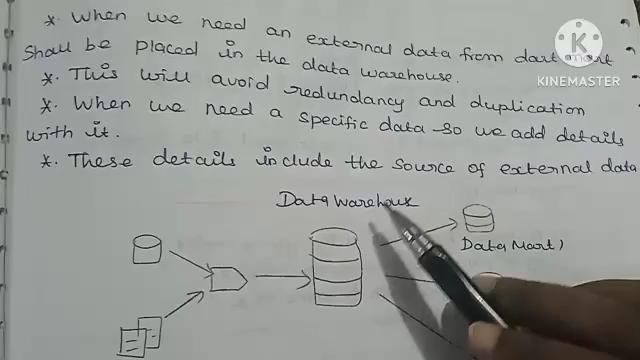 * When we need an external data from dart mart
Shall be placed in the data warehouse.
*. This will avoid redundancy and duplication
*. When we need a specific data so we add details
with it.
*. These details include the source of external data
Data Warehouse
Data Mart 1
K
KINEMASTER